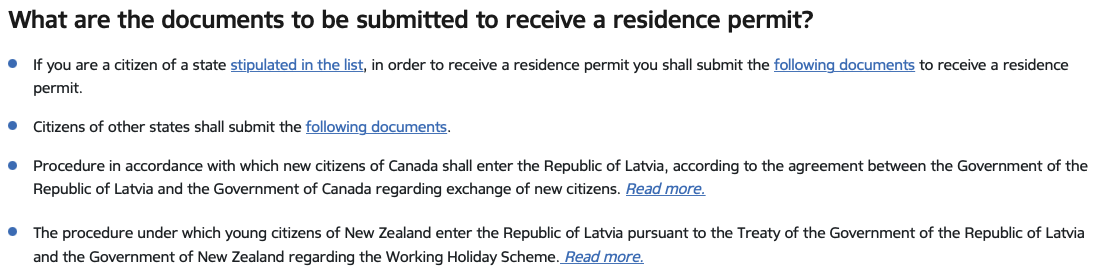 What are the documents to be submitted to receive a residence permit?
If you are a citizen of a state stipulated in the list, in order to receive a residence permit you shall submit the following documents to receive a residence
permit.
Citizens of other states shall submit the following documents.
Procedure in accordance with which new citizens of Canada shall enter the Republic of Latvia, according to the agreement between the Government of the
Republic of Latvia and the Government of Canada regarding exchange of new citizens. Read more.
The procedure under which young citizens of New Zealand enter the Republic of Latvia pursuant to the Treaty of the Government of the Republic of Latvia
and the Government of New Zealand regarding the Working Holiday Scheme. Read more.